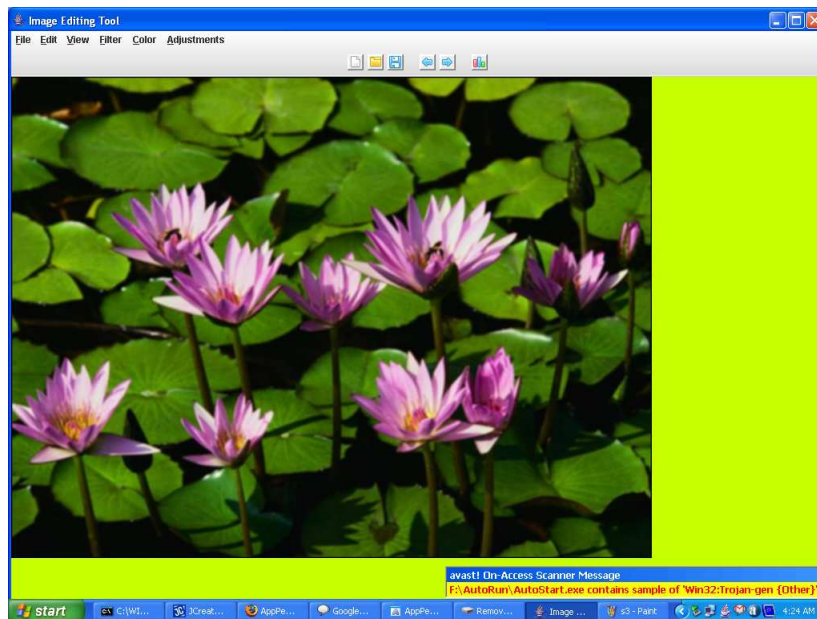 Image Editing Tool
File Edit View Filter Color Adjustments
avast! On-Access Scanner Message
F:\AutoRun\AutoStart.exe contains sample of 'Win32:Trojan-gen {Other}'
start C:\WI... JCreat... AppPe... Google... AppPe... Remov... Image ... s3 - Paint 4:24 AM